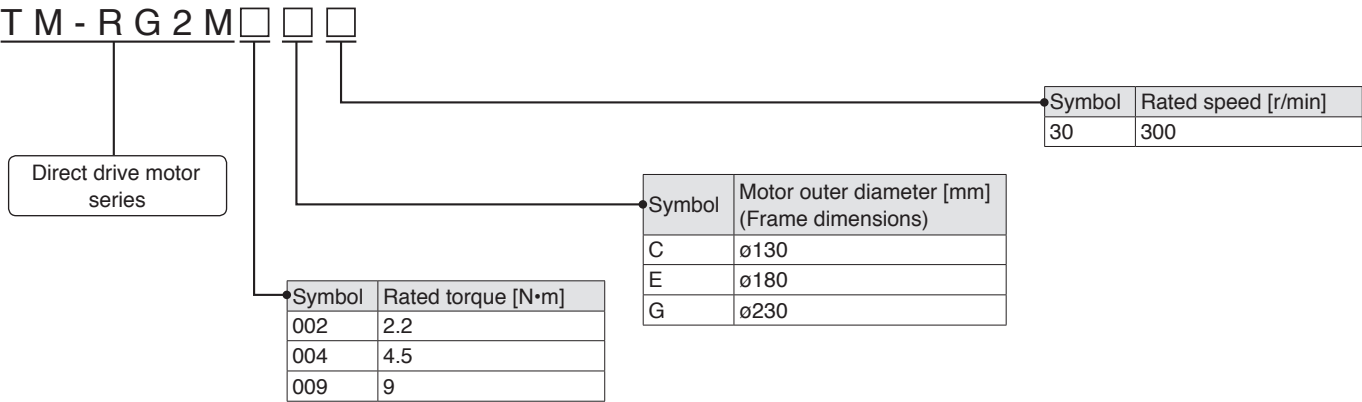 TM-RG2M□ □ □
Symbol Rated speed [r/min]
30 300
Direct drive motor
series
Symbol Motor outer diameter [mm]
(Frame dimensions)
C ø130
E ø180
G ø230
Symbol Rated torque [N•m]
002 2.2
004 4.5
009 9